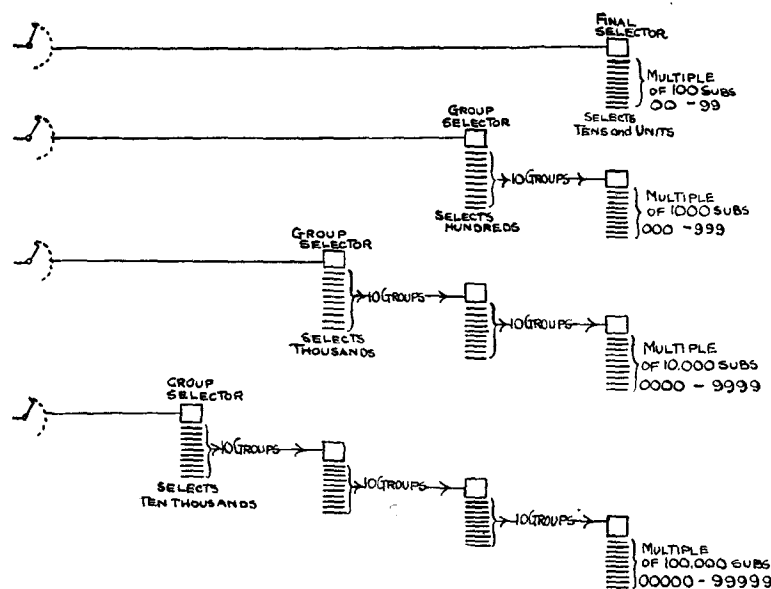 FINAL
SELECTOR
MULTIPLE
OF 100 SUBS
00 - 99
SELECTS
TENS and UNITS
GROUP
SELECTOR
10 GROUPS
SELECTS
HUNDREDS
MULTIPLE
OF 1000 SUBS
000 - 999
GROUP
SELECTOR
10 GROUPS
10 GROUPS
SELECTS
THOUSANDS
MULTIPLE
OF 10.000 SUBS
0000 - 9999
GROUP
SELECTOR
10 GROUPS
10 GROUPS
10 GROUPS
SELECTS
TEN THOUSANDS
MULTIPLE
OF 100.000 SUBS
00000 - 99999